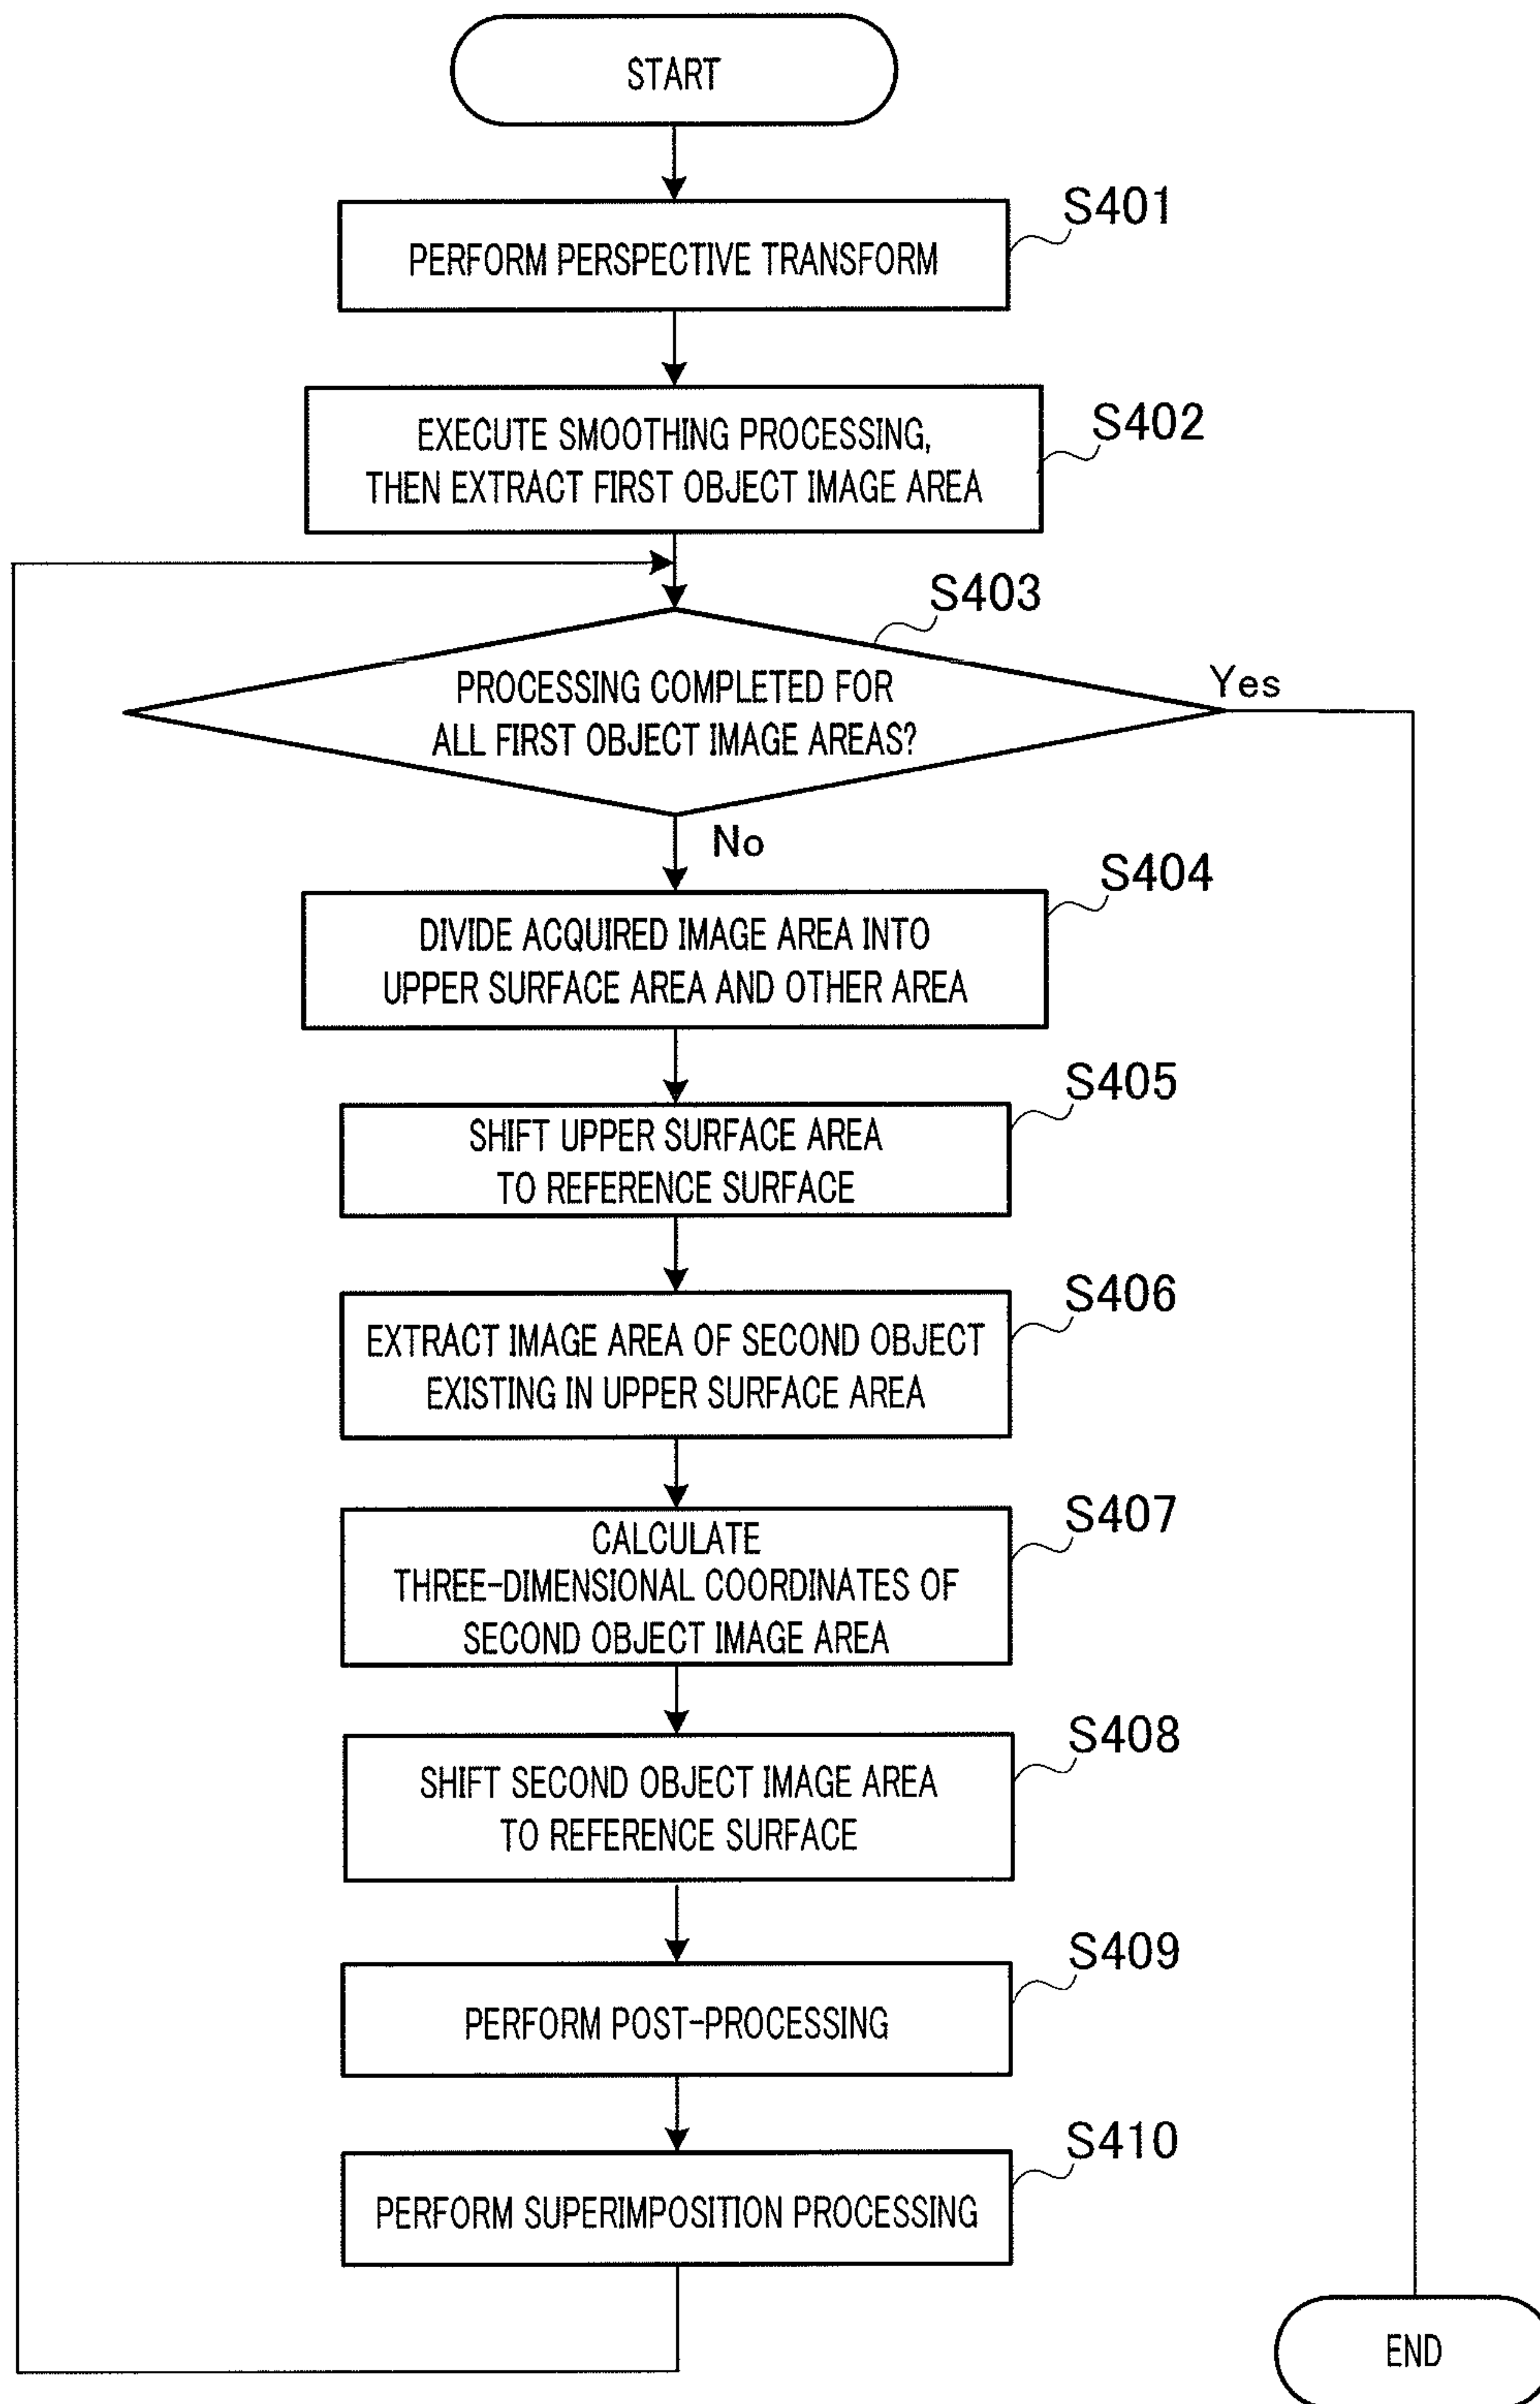 START
S401
PERFORM PERSPECTIVE TRANSFORM
S402
EXECUTE SMOOTHING PROCESSING,
THEN EXTRACT FIRST OBJECT IMAGE AREA
S403
PROCESSING COMPLETED FOR
ALL FIRST OBJECT IMAGE AREAS?
Yes
No
S404
DIVIDE ACQUIRED IMAGE AREA INTO
UPPER SURFACE AREA AND OTHER AREA
S405
SHIFT UPPER SURFACE AREA
TO REFERENCE SURFACE
S406
EXTRACT IMAGE AREA OF SECOND OBJECT
EXISTING IN UPPER SURFACE AREA
S407
CALCULATE
THREE-DIMENSIONAL COORDINATES OF
SECOND OBJECT IMAGE AREA
S408
SHIFT SECOND OBJECT IMAGE AREA
TO REFERENCE SURFACE
S409
PERFORM POST-PROCESSING
S410
PERFORM SUPERIMPOSITION PROCESSING
END